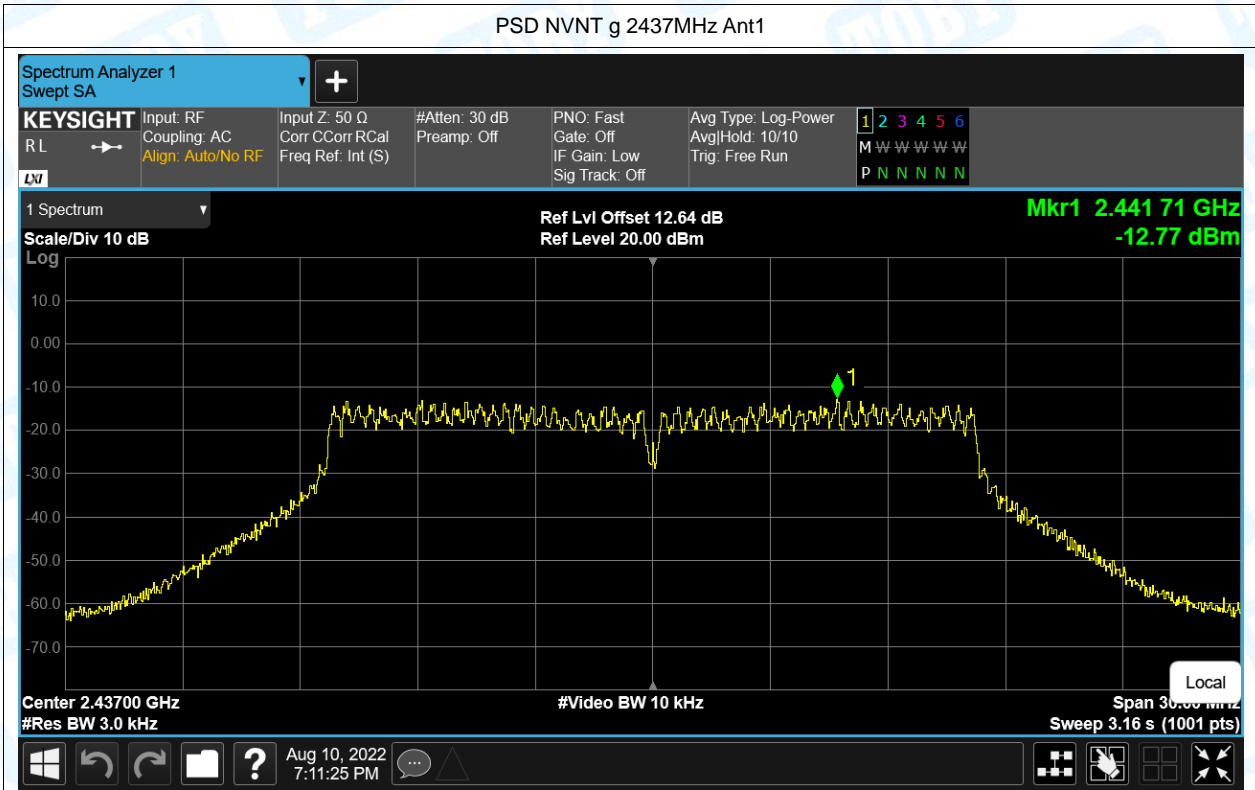 PSD NVNT g 2437MHz Ant1
Spectrum Analyzer 1
Swept SA
KEYSIGHT
R L
LXI
Input: RF
Coupling: AC
Align: Auto/No RF
Input Z: 50 Ω
Corr CCorr RCal
Freq Ref: Int (S)
#Atten: 30 dB
Preamp: Off
PNO: Fast
Gate: Off
IF Gain: Low
Sig Track: Off
Avg Type: Log-Power
Avg|Hold: 10/10
Trig: Free Run
1 2 3 4 5 6
M W W W W W
P N N N N N
1 Spectrum
Scale/Div 10 dB
Log
Ref Lvl Offset 12.64 dB
Ref Level 20.00 dBm
Mkr1 2.441 71 GHz
-12.77 dBm
10.0
0.00
-10.0
1
-20.0
-30.0
-40.0
-50.0
-60.0
-70.0
Local
Center 2.43700 GHz
#Video BW 10 kHz
Span 30.00 MHz
#Res BW 3.0 kHz
Sweep 3.16 s (1001 pts)
?
Aug 10, 2022
7:11:25 PM